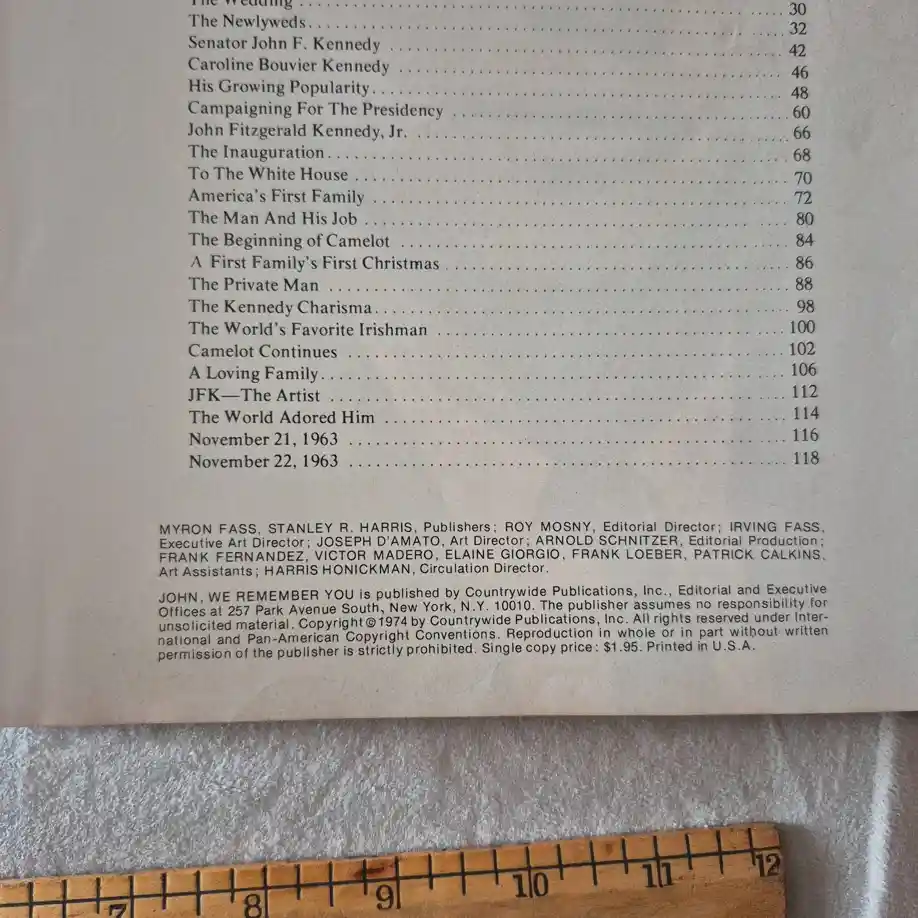 The Wedding ........ 30
The Newlyweds ........ 32
Senator John F. Kennedy ........ 42
Caroline Bouvier Kennedy ........ 46
His Growing Popularity ........ 48
Campaigning For The Presidency ........ 60
John Fitzgerald Kennedy, Jr. ........ 66
The Inauguration ........ 68
To The White House ........ 70
America's First Family ........ 72
The Man And His Job ........ 80
The Beginning of Camelot ........ 84
A First Family's First Christmas ........ 86
The Private Man ........ 88
The Kennedy Charisma ........ 98
The World's Favorite Irishman ........ 100
Camelot Continues ........ 102
A Loving Family ........ 106
JFK—The Artist ........ 112
The World Adored Him ........ 114
November 21, 1963 ........ 116
November 22, 1963 ........ 118
MYRON FASS, STANLEY R. HARRIS, Publishers; ROY MOSNY, Editorial Director; IRVING FASS,
Executive Art Director; JOSEPH D'AMATO, Art Director; ARNOLD SCHNITZER, Editorial Production;
FRANK FERNANDEZ, VICTOR MADERO, ELAINE GIORGIO, FRANK LOEBER, PATRICK CALKINS,
Art Assistants; HARRIS HONICKMAN, Circulation Director.
JOHN, WE REMEMBER YOU is published by Countrywide Publications, Inc., Editorial and Executive
Offices at 257 Park Avenue South, New York, N.Y. 10010. The publisher assumes no responsibility for
unsolicited material. Copyright © 1974 by Countrywide Publications, Inc. All rights reserved under Inter-
national and Pan-American Copyright Conventions. Reproduction in whole or in part without written
permission of the publisher is strictly prohibited. Single copy price: $1.95. Printed in U.S.A.
7 8 9 10 11 12